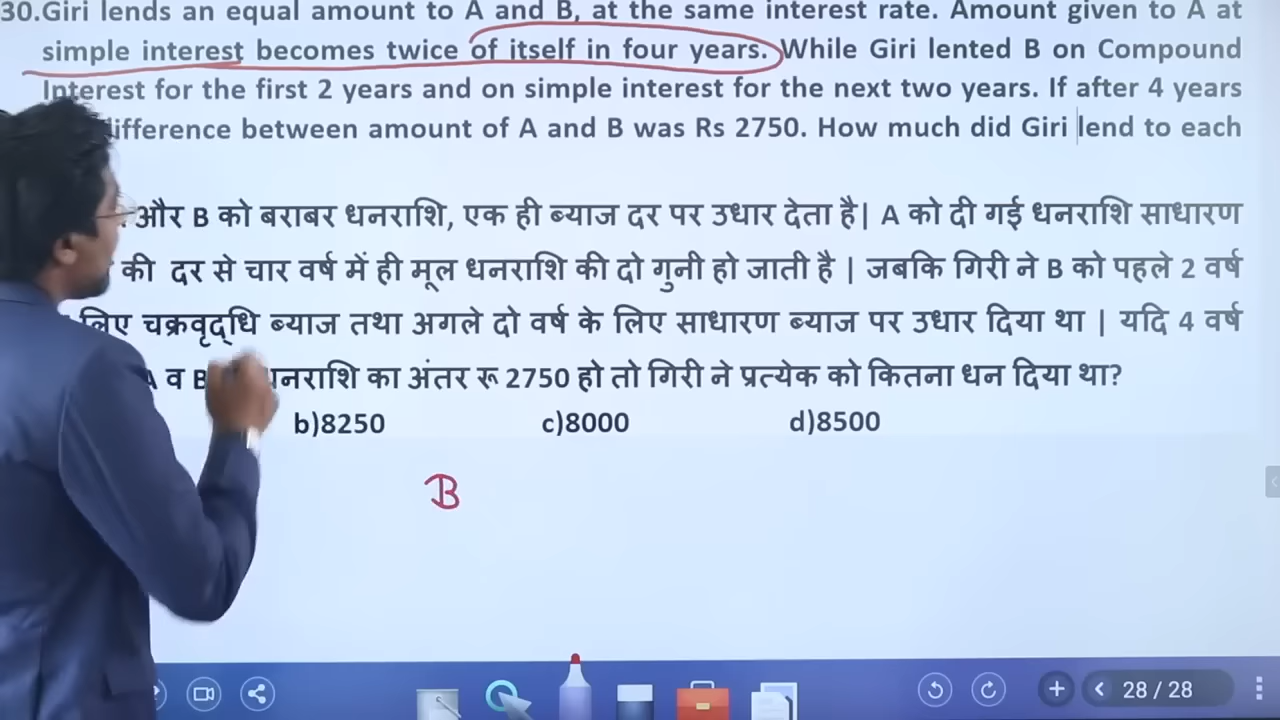 30.Giri lends an equal amount to A and B, at the same interest rate. Amount given to A at
simple interest becomes twice of itself in four years. While Giri lented B on Compound
Interest for the first 2 years and on simple interest for the next two years. If after 4 years
difference between amount of A and B was Rs 2750. How much did Giri lend to each
और B को बराबर धनराशि, एक ही ब्याज दर पर उधार देता है| A को दी गई धनराशि साधारण
की दर से चार वर्ष में ही मूल धनराशि की दो गुनी हो जाती है | जबकि गिरी ने B को पहले 2 वर्ष
लिए चक्रवृद्धि ब्याज तथा अगले दो वर्ष के लिए साधारण ब्याज पर उधार दिया था | यदि 4 वर्ष
A व B धनराशि का अंतर रू 2750 हो तो गिरी ने प्रत्येक को कितना धन दिया था?
b)8250 c)8000 d)8500
B
28 / 28